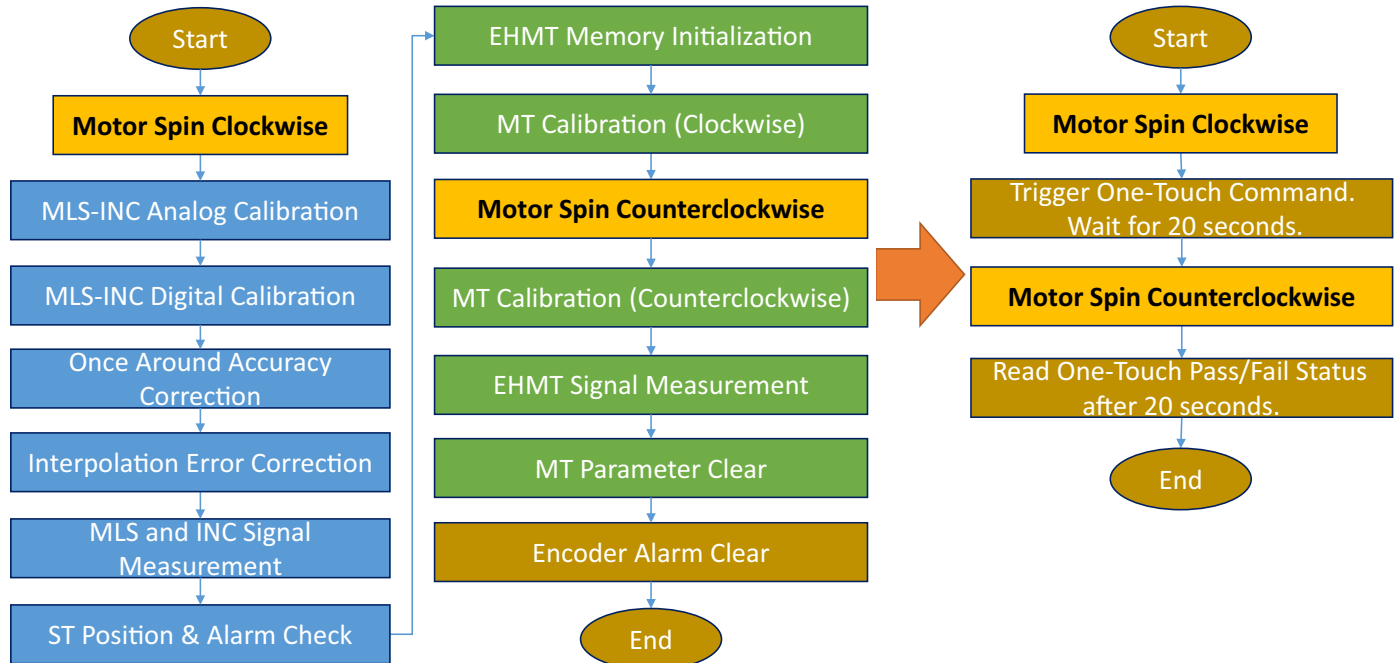 Start
Motor Spin Clockwise
MLS-INC Analog Calibration
MLS-INC Digital Calibration
Once Around Accuracy
Correction
Interpolation Error Correction
MLS and INC Signal
Measurement
ST Position & Alarm Check
EHMT Memory Initialization
MT Calibration (Clockwise)
Motor Spin Counterclockwise
MT Calibration (Counterclockwise)
EHMT Signal Measurement
MT Parameter Clear
Encoder Alarm Clear
End
Start
Motor Spin Clockwise
Trigger One-Touch Command.
Wait for 20 seconds.
Motor Spin Counterclockwise
Read One-Touch Pass/Fail Status
after 20 seconds.
End